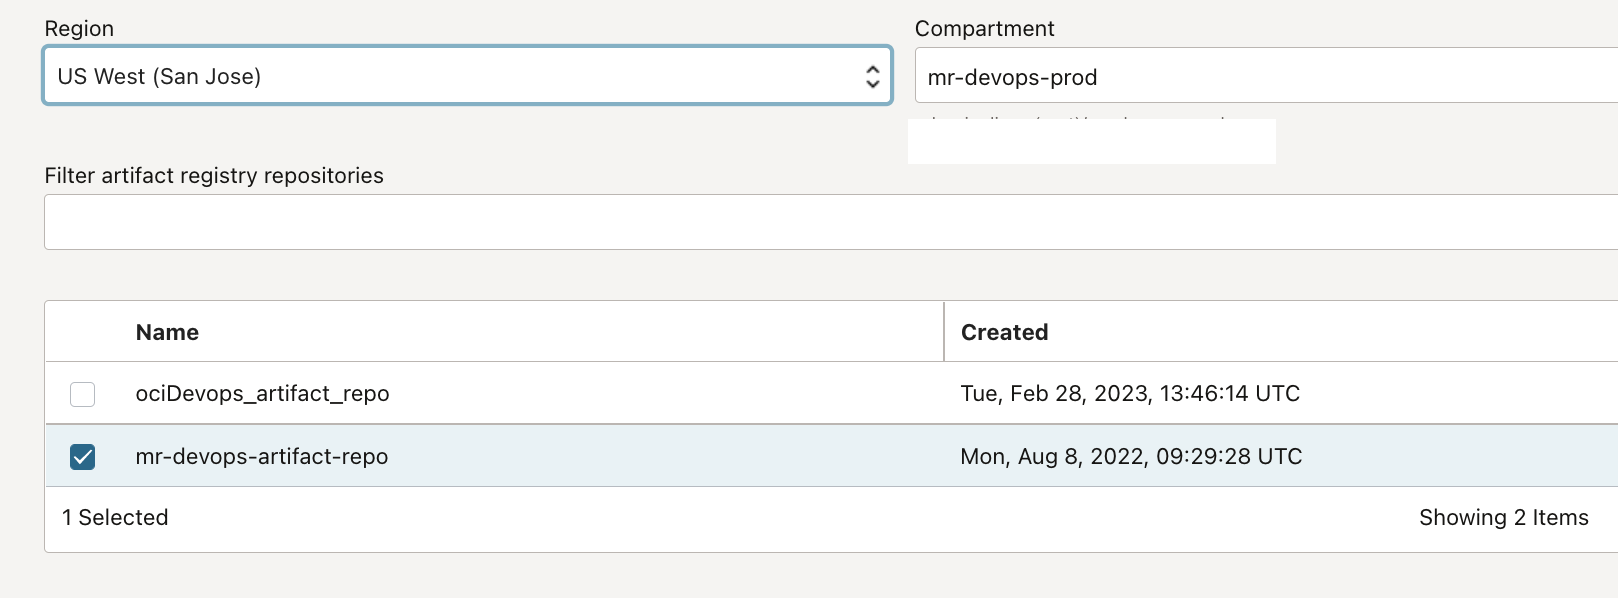 Region
Compartment
US West (San Jose)
mr-devops-prod
Filter artifact registry repositories
Name
Created
ociDevops_artifact_repo
Tue, Feb 28, 2023, 13:46:14 UTC
mr-devops-artifact-repo
Mon, Aug 8, 2022, 09:29:28 UTC
1 Selected
Showing 2 Items